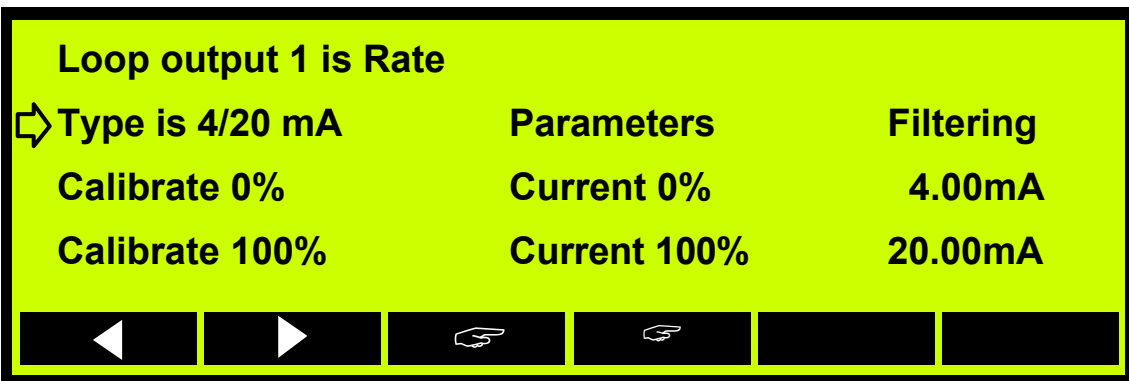 Loop output 1 is Rate
Type is 4/20 mA Parameters Filtering
Calibrate 0% Current 0% 4.00mA
Calibrate 100% Current 100% 20.00mA